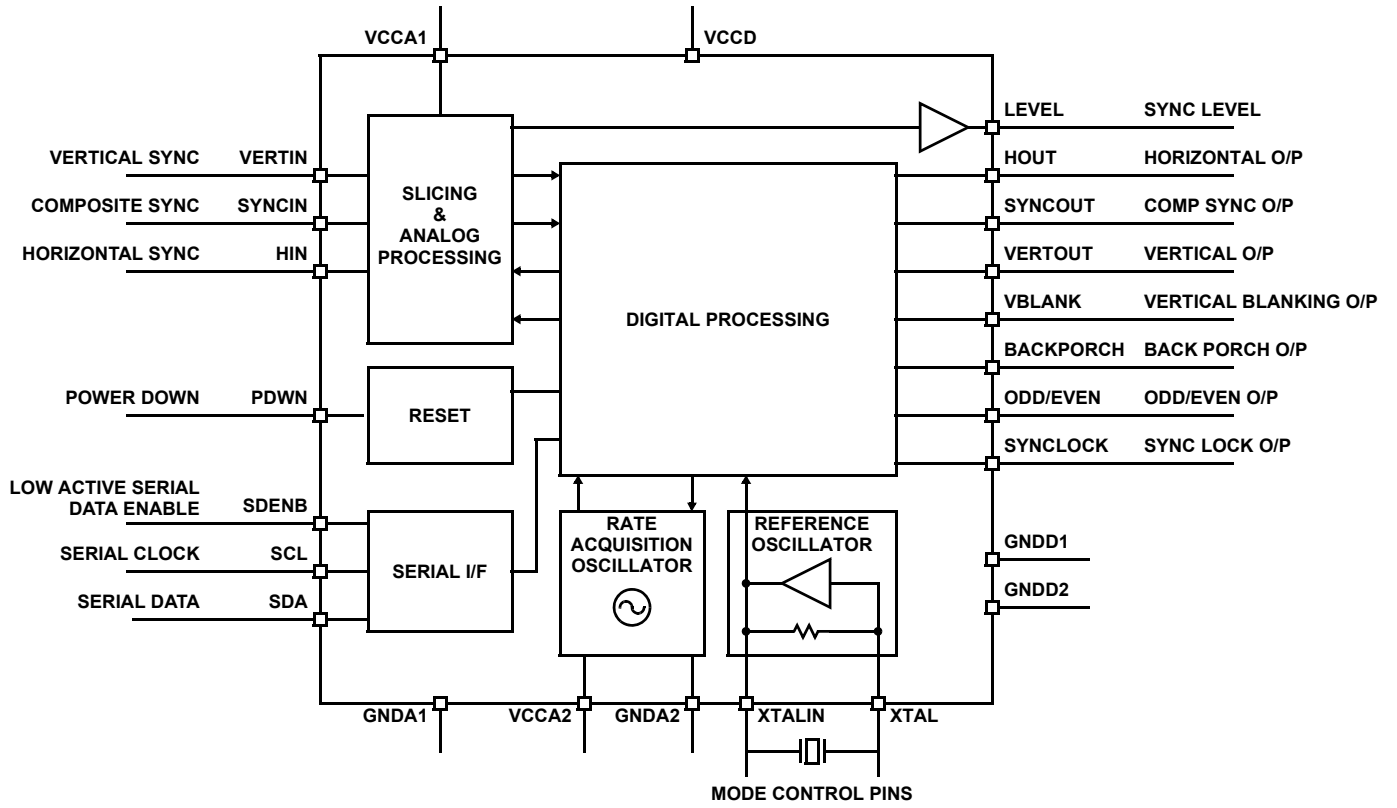 VCCA1
VCCD
LEVEL SYNC LEVEL
VERTICAL SYNC VERTIN
HOUT HORIZONTAL O/P
COMPOSITE SYNC SYNCIN
SYNCOUT COMP SYNC O/P
HORIZONTAL SYNC HIN
VERTOUT VERTICAL O/P
SLICING
&
ANALOG
PROCESSING
DIGITAL PROCESSING
VBLANK VERTICAL BLANKING O/P
BACKPORCH BACK PORCH O/P
POWER DOWN PDWN
RESET
ODD/EVEN ODD/EVEN O/P
SYNCLOCK SYNC LOCK O/P
LOW ACTIVE SERIAL
DATA ENABLE SDENB
SERIAL CLOCK SCL
SERIAL DATA SDA
SERIAL I/F
RATE
ACQUISITION
OSCILLATOR
REFERENCE
OSCILLATOR
GNDD1
GNDD2
GNDA1
VCCA2
GNDA2
XTALIN
XTAL
MODE CONTROL PINS